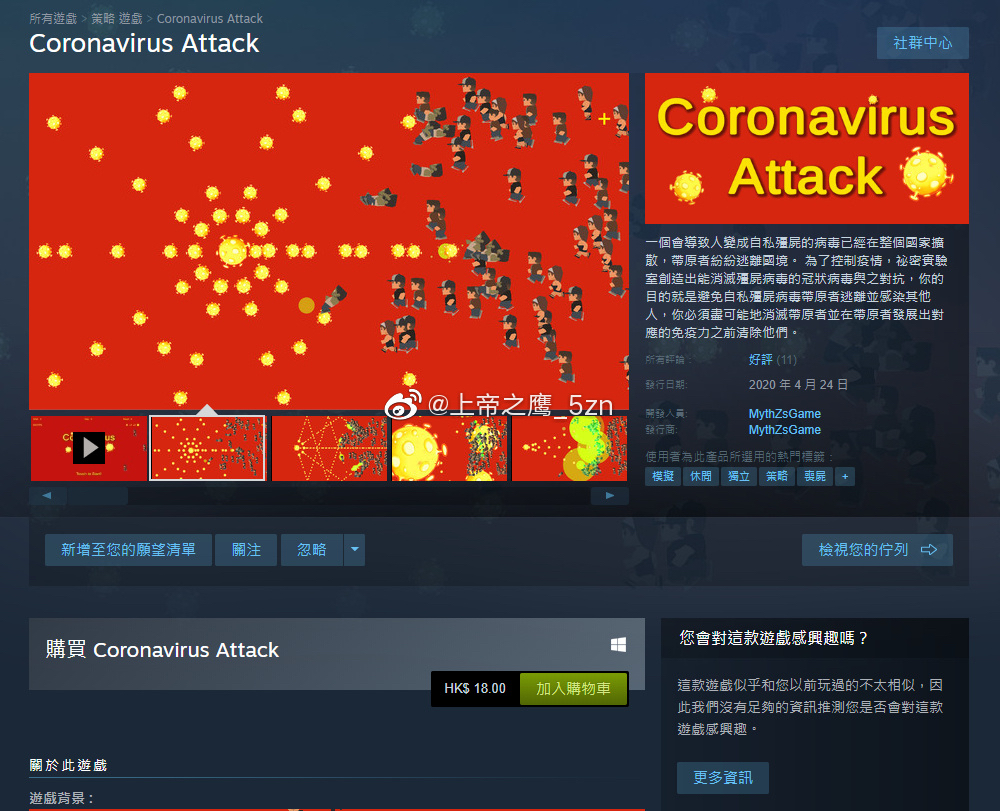 所有遊戲 > 策略 遊戲 > Coronavirus Attack
Coronavirus Attack
社群中心
Coronavirus
Attack
一個會導致人變成自私殭屍的病毒已經在整個國家擴
散，帶原者紛紛逃離國境。 為了控制疫情，祕密實驗
室創造出能消滅殭屍病毒的冠狀病毒與之對抗，你的
目的就是避免自私殭屍病毒帶原者逃離並感染其他
人，你必須盡可能地消滅帶原者並在帶原者發展出對
應的免疫力之前清除他們。
所有評論：
好評 (11)
發行日期:
2020 年 4 月 24 日
開發人員:
MythZsGame
發行商:
MythZsGame
使用者為此產品所選用的熱門標籤：
模擬 休閒 獨立 策略 喪屍 +
@上帝之鹰_5zn
新增至您的願望清單
關注
忽略
檢視您的佇列
購買 Coronavirus Attack
HK$ 18.00
加入購物車
您會對這款遊戲感興趣嗎？
這款遊戲似乎和您以前玩過的不太相似，因
此我們沒有足夠的資訊推測您是否會對這款
遊戲感興趣。
更多資訊
關於此遊戲
遊戲背景：